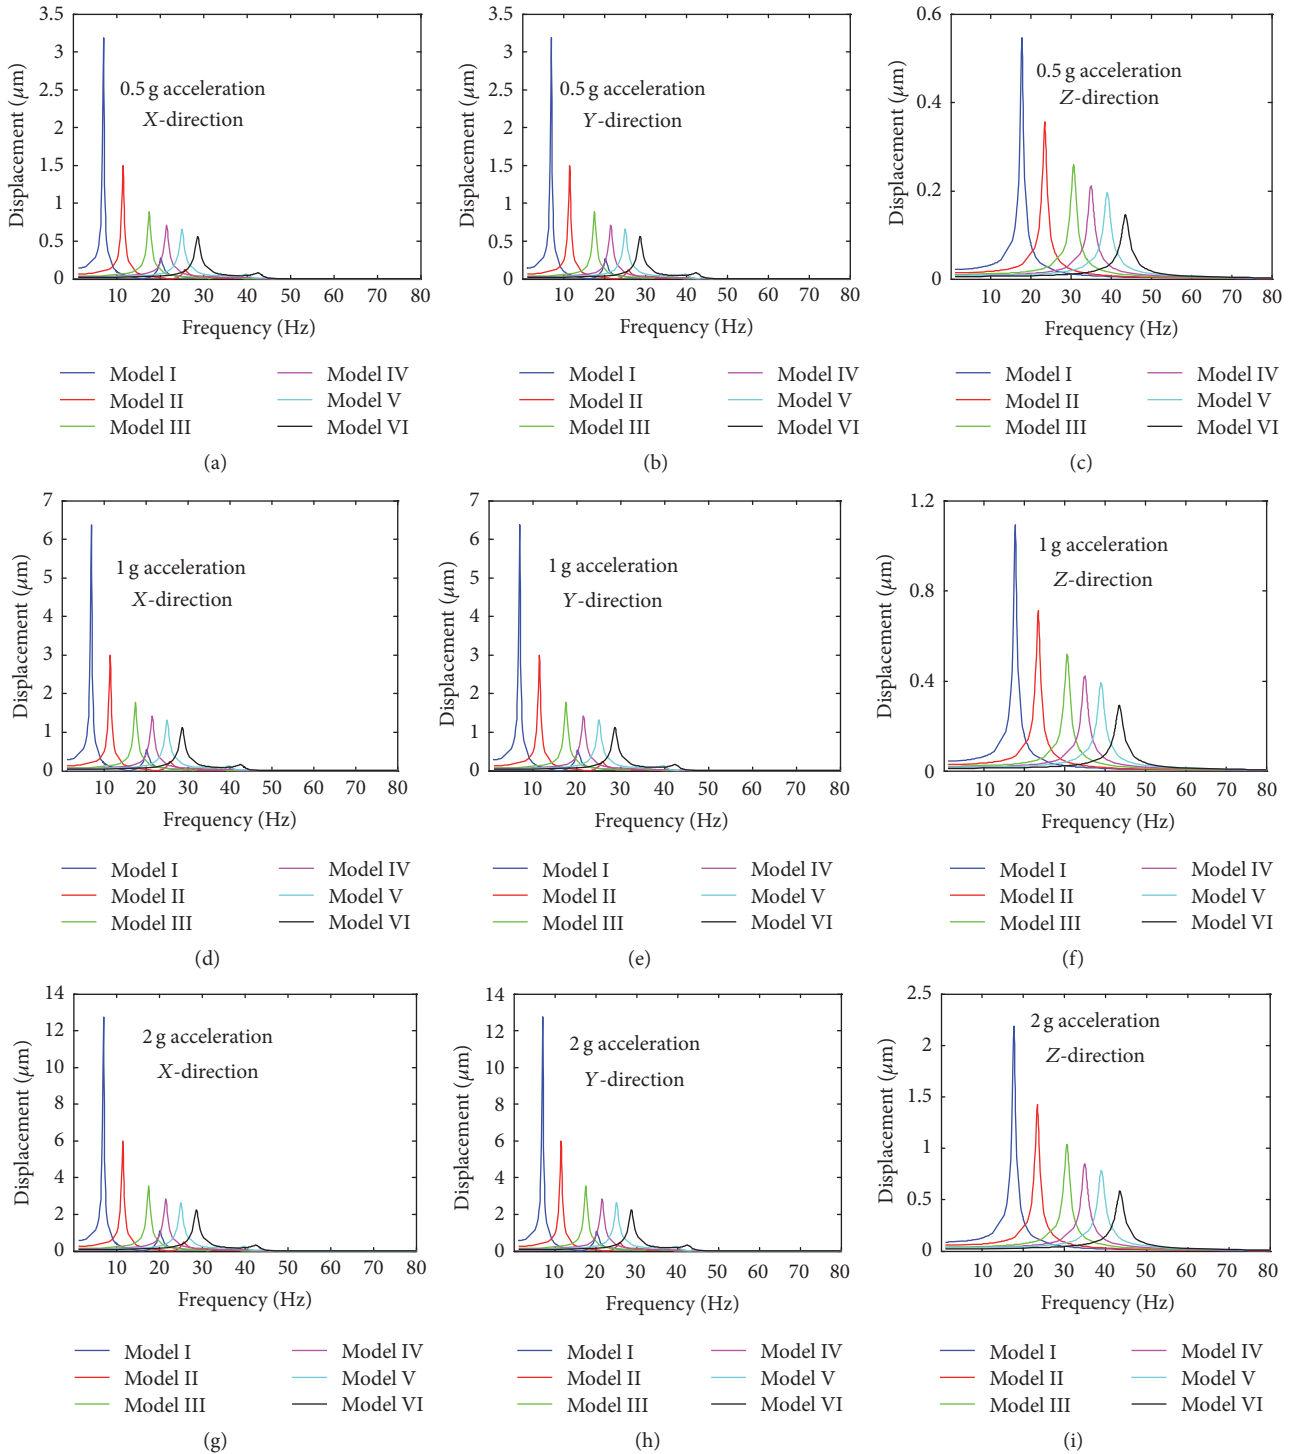 3.5
3
2.5
2
1.5
1
0.5
0
Displacement (μm)
0.5 g acceleration
X-direction
10 20 30 40 50 60 70 80
Frequency (Hz)
Model I Model IV
Model II Model V
Model III Model VI
(a)
3.5
3
2.5
2
1.5
1
0.5
0
Displacement (μm)
0.5 g acceleration
Y-direction
10 20 30 40 50 60 70 80
Frequency (Hz)
Model I Model IV
Model II Model V
Model III Model VI
(b)
0.6
0.4
0.2
0
Displacement (μm)
0.5 g acceleration
Z-direction
10 20 30 40 50 60 70 80
Frequency (Hz)
Model I Model IV
Model II Model V
Model III Model VI
(c)
7
6
5
4
3
2
1
0
Displacement (μm)
1 g acceleration
X-direction
10 20 30 40 50 60 70 80
Frequency (Hz)
Model I Model IV
Model II Model V
Model III Model VI
(d)
7
6
5
4
3
2
1
0
Displacement (μm)
1 g acceleration
Y-direction
10 20 30 40 50 60 70 80
Frequency (Hz)
Model I Model IV
Model II Model V
Model III Model VI
(e)
1.2
0.8
0.4
0
Displacement (μm)
1 g acceleration
Z-direction
10 20 30 40 50 60 70 80
Frequency (Hz)
Model I Model IV
Model II Model V
Model III Model VI
(f)
14
12
10
8
6
4
2
0
Displacement (μm)
2 g acceleration
X-direction
10 20 30 40 50 60 70 80
Frequency (Hz)
Model I Model IV
Model II Model V
Model III Model VI
(g)
14
12
10
8
6
4
2
0
Displacement (μm)
2 g acceleration
Y-direction
10 20 30 40 50 60 70 80
Frequency (Hz)
Model I Model IV
Model II Model V
Model III Model VI
(h)
2.5
2
1.5
1
0.5
0
Displacement (μm)
2 g acceleration
Z-direction
10 20 30 40 50 60 70 80
Frequency (Hz)
Model I Model IV
Model II Model V
Model III Model VI
(i)